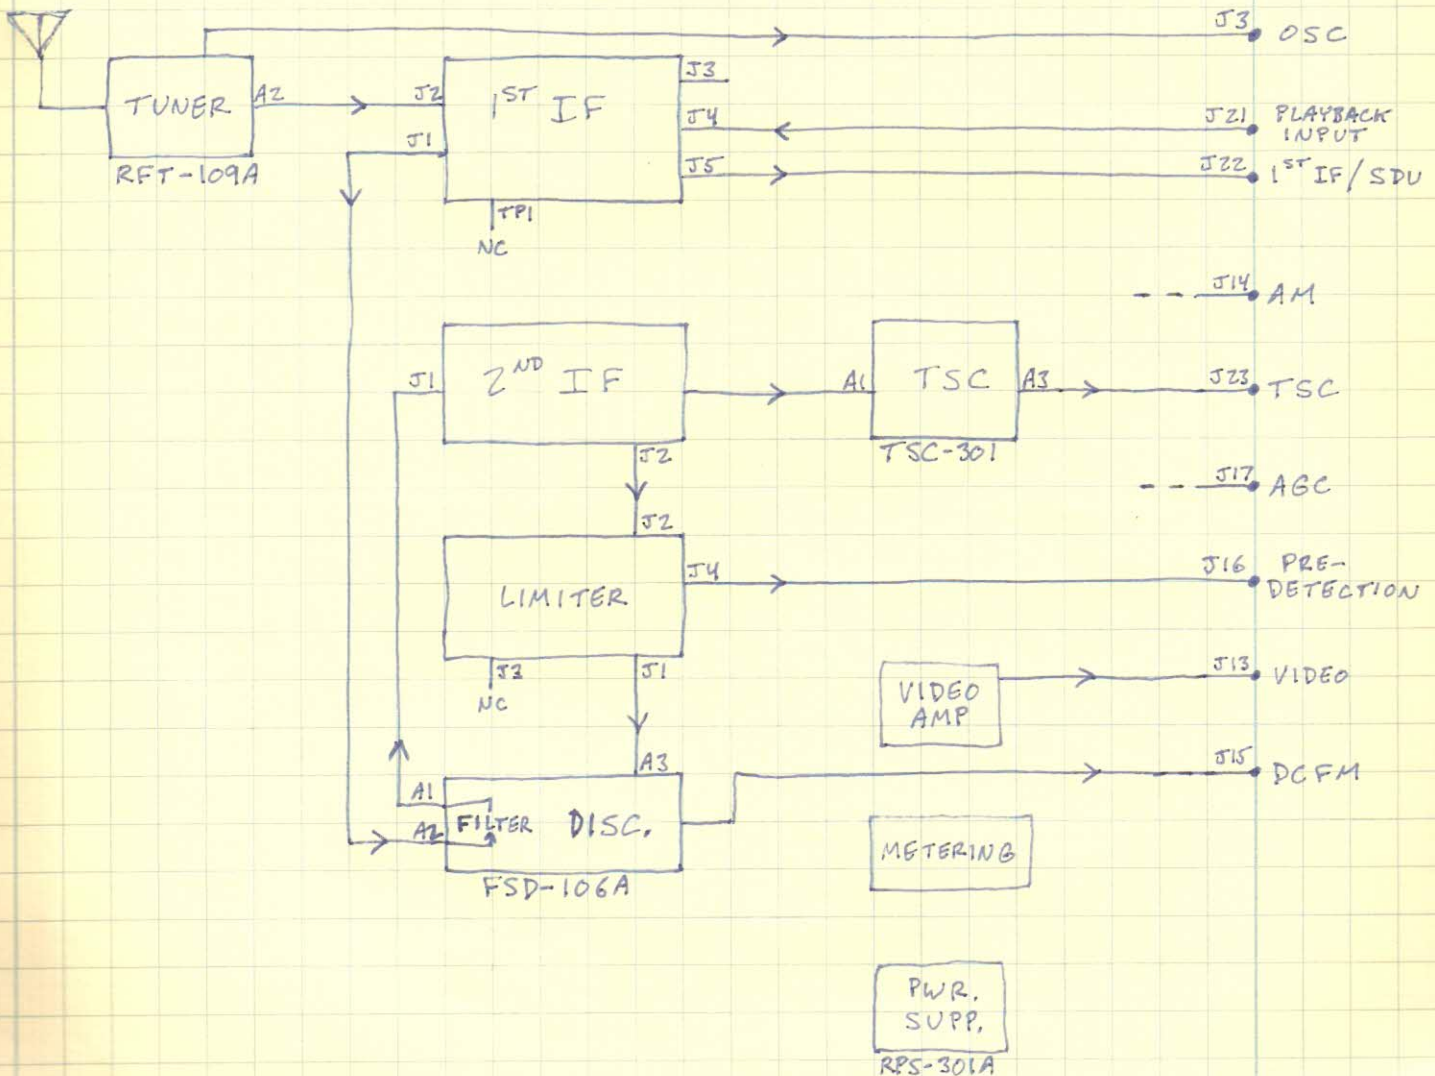 J3 OSC
TUNER
A2
J2
1ST IF
J3
J1
J4
J21 PLAYBACK
INPUT
RFT-109A
J5
J22 1ST IF/SDU
TP1
NC
J14 AM
J1
2ND IF
A1
TSC
A3
J23 TSC
J2
TSC-301
J17 AGC
J2
LIMITER
J4
J16 PRE-
DETECTION
J3
NC
J1
VIDEO
AMP
J13 VIDEO
A3
J15 DCFM
A1
A2
FILTER
DISC.
FSD-106A
METERING
PWR.
SUPP.
RPS-301A